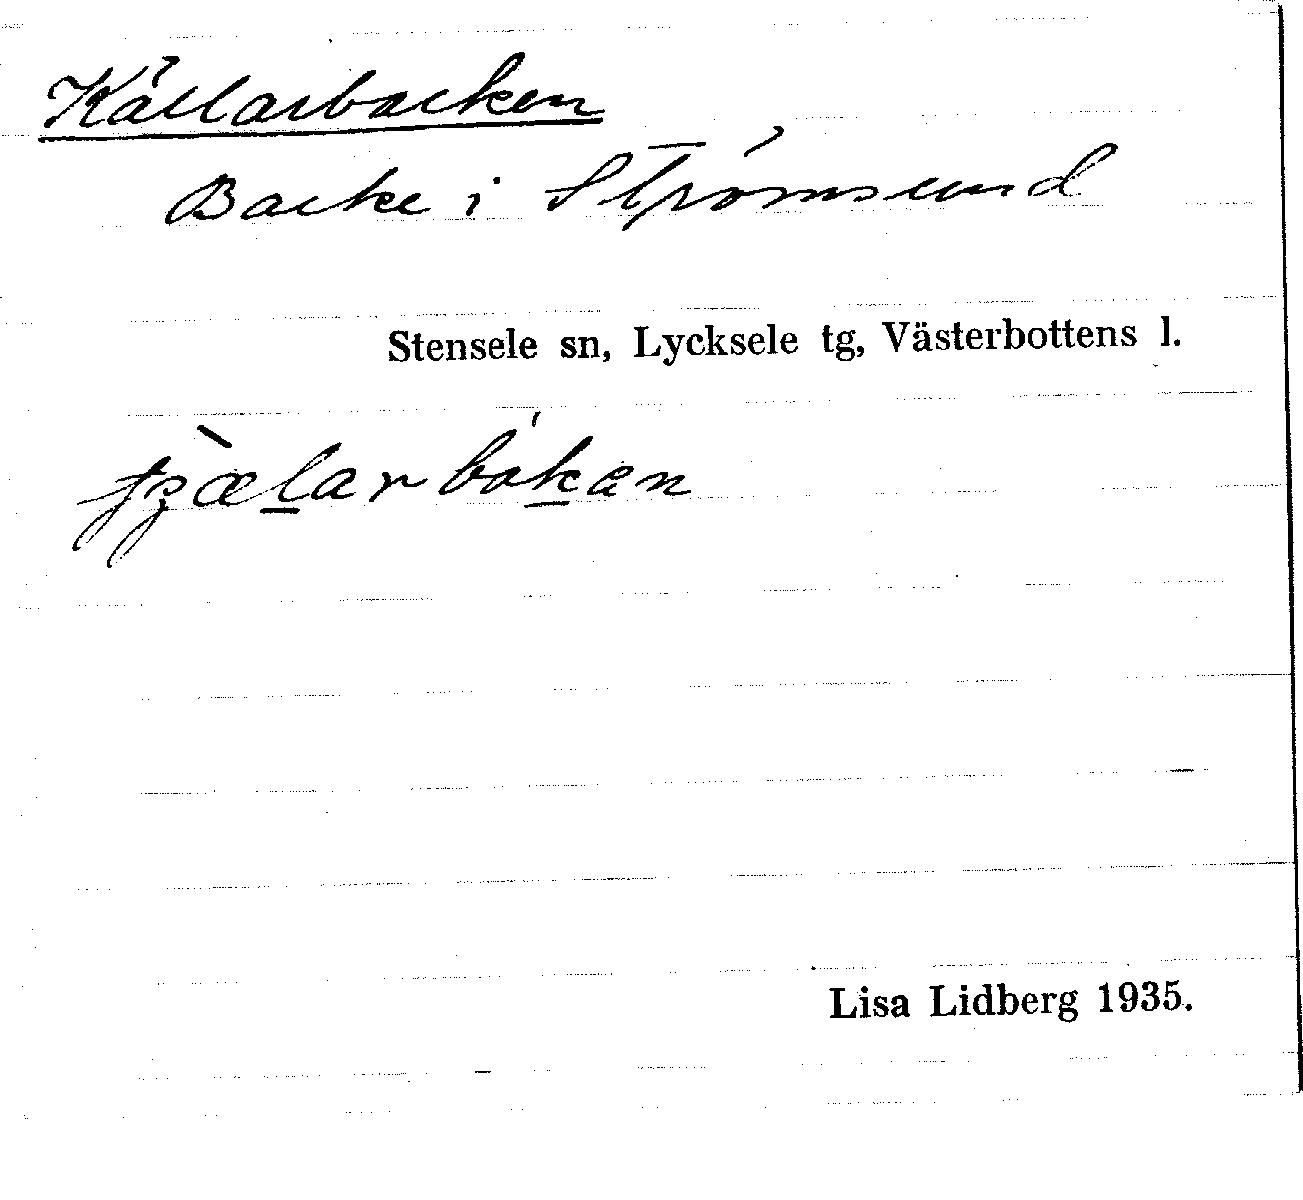 Källarbacken
Backe i Strömsund
Stensele sn, Lycksele tg, Västerbottens l.
Lisa Lidberg 1935.